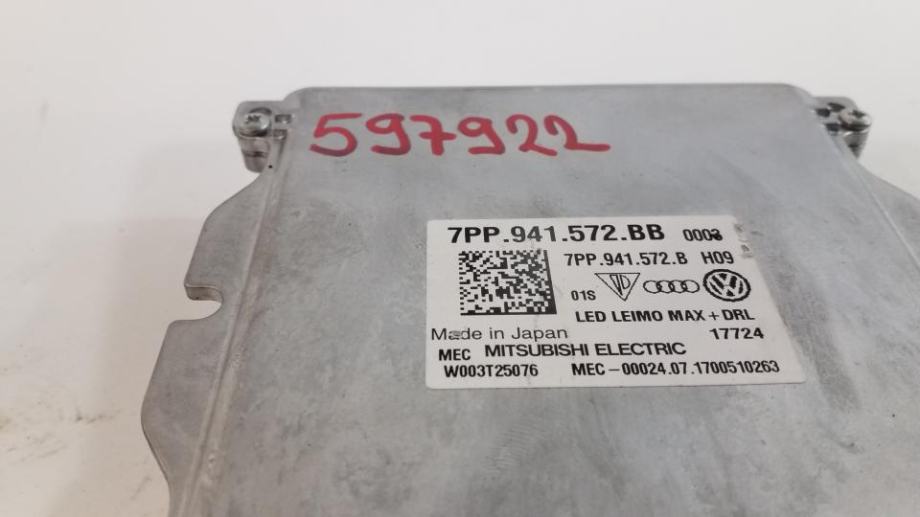 597922
7PP.941.572.BB 0003
7PP.941.572.B H09
01S
LED LEIMO MAX + DRL
Made in Japan 17724
MEC MITSUBISHI ELECTRIC
W003T25076 MEC-00024.07.1700510263